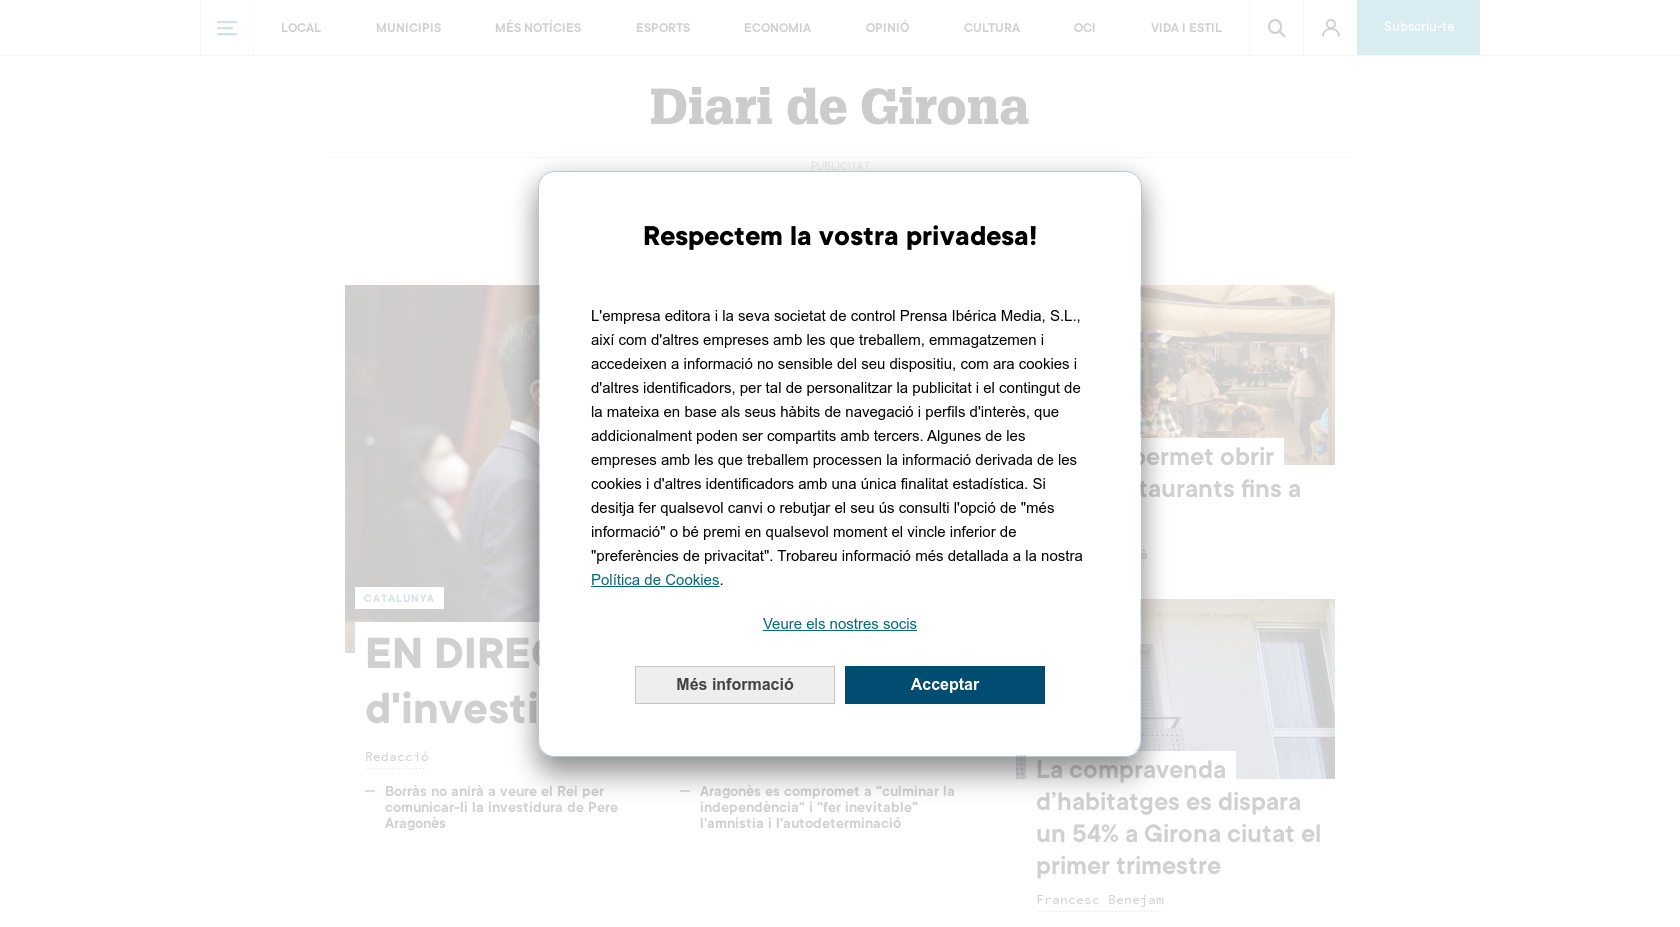 LOCAL
MUNICIPIS
MÉS NOTÍCIES
ESPORTS
ECONOMIA
OPINIÓ
CULTURA
OCI
VIDA I ESTIL
Subscriu-te
Diari de Girona
PUBLICITAT
Respectem la vostra privadesa!
L'empresa editora i la seva societat de control Prensa Ibérica Media, S.L.,
així com d'altres empreses amb les que treballem, emmagatzemen i
accedeixen a informació no sensible del seu dispositiu, com ara cookies i
d'altres identificadors, per tal de personalitzar la publicitat i el contingut de
la mateixa en base als seus hàbits de navegació i perfils d'interès, que
addicionalment poden ser compartits amb tercers. Algunes de les
empreses amb les que treballem processen la informació derivada de les
cookies i d'altres identificadors amb una única finalitat estadística. Si
desitja fer qualsevol canvi o rebutjar el seu ús consulti l'opció de "més
informació" o bé premi en qualsevol moment el vincle inferior de
"preferències de privacitat". Trobareu informació més detallada a la nostra
Política de Cookies.
Veure els nostres socis
Més informació
Acceptar
CATALUNYA
EN DIREC
d'investi
Redacció
Borràs no anirà a veure el Rei per
comunicar-li la investidura de Pere
Aragonès
Aragonès es compromet a "culminar la
independència" i "fer inevitable"
l'amnistia i l'autodeterminació
permet obrir
taurants fins a
La compravenda
d’habitatges es dispara
un 54% a Girona ciutat el
primer trimestre
Francesc Benejam